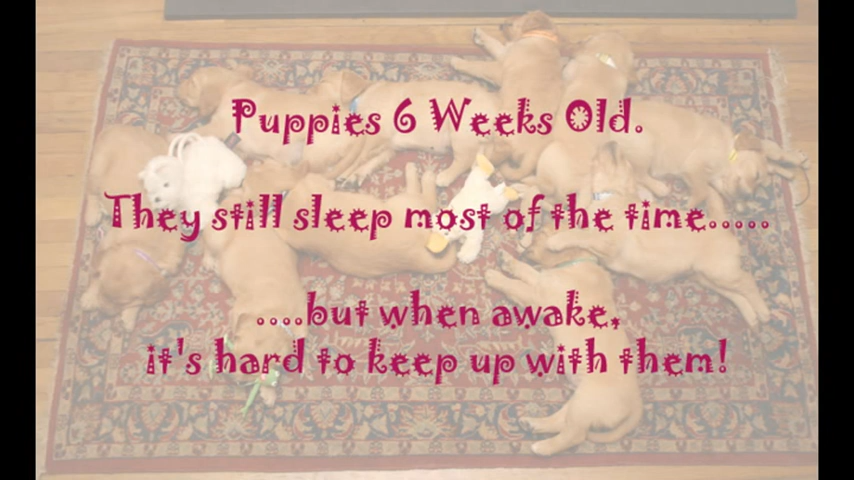 Puppies 6 Weeks Old.
They still sleep most of the time.....
....but when awake,
it's hard to keep up with them!